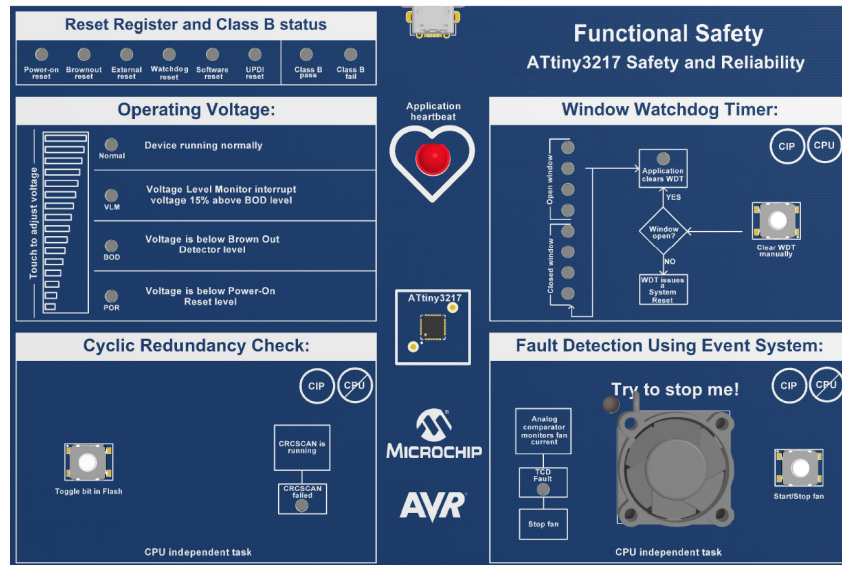 Reset Register and Class B status
Power-on
reset
Brownout
reset
External
reset
Watchdog
reset
Software
reset
UPDI
reset
Class B
pass
Class B
fail
Functional Safety
ATtiny3217 Safety and Reliability
Operating Voltage:
Touch to adjust voltage
Normal
Device running normally
VLM
Voltage Level Monitor interrupt
voltage 15% above BOD level
BOD
Voltage is below Brown Out
Detector level
POR
Voltage is below Power-On
Reset level
Application
heartbeat
Window Watchdog Timer:
CIP
CPU
Open window
Closed window
Application
clears WDT
YES
Window
open?
NO
WDT issues
a
System
Reset
Clear WDT
manually
ATtiny3217
Cyclic Redundancy Check:
CIP
CPU
Toggle bit in Flash
CRCSCAN is
running
CRCSCAN
failed
CPU independent task
MICROCHIP
AVR
Fault Detection Using Event System:
Try to stop me!
CIP
CPU
Analog
comparator
monitors fan
current
TCD
Fault
Stop fan
Start/Stop fan
CPU independent task